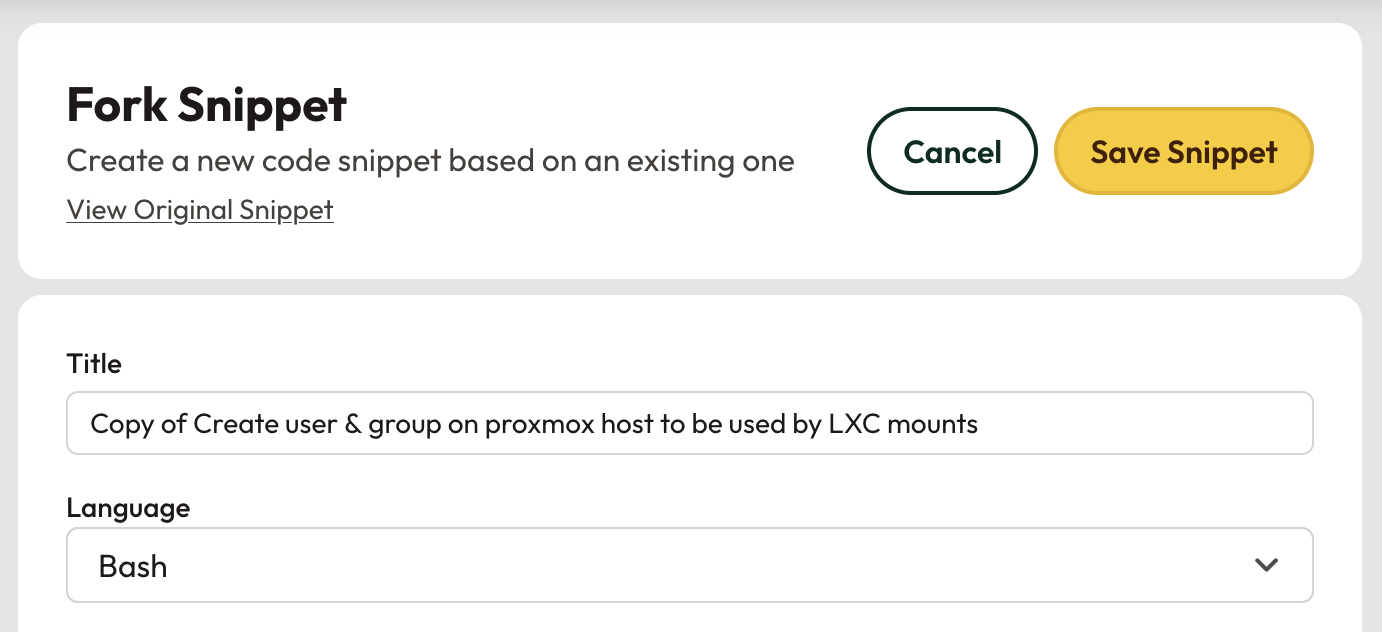 Fork Snippet
Create a new code snippet based on an existing one
View Original Snippet
Cancel
Save Snippet
Title
Copy of Create user & group on proxmox host to be used by LXC mounts
Language
Bash